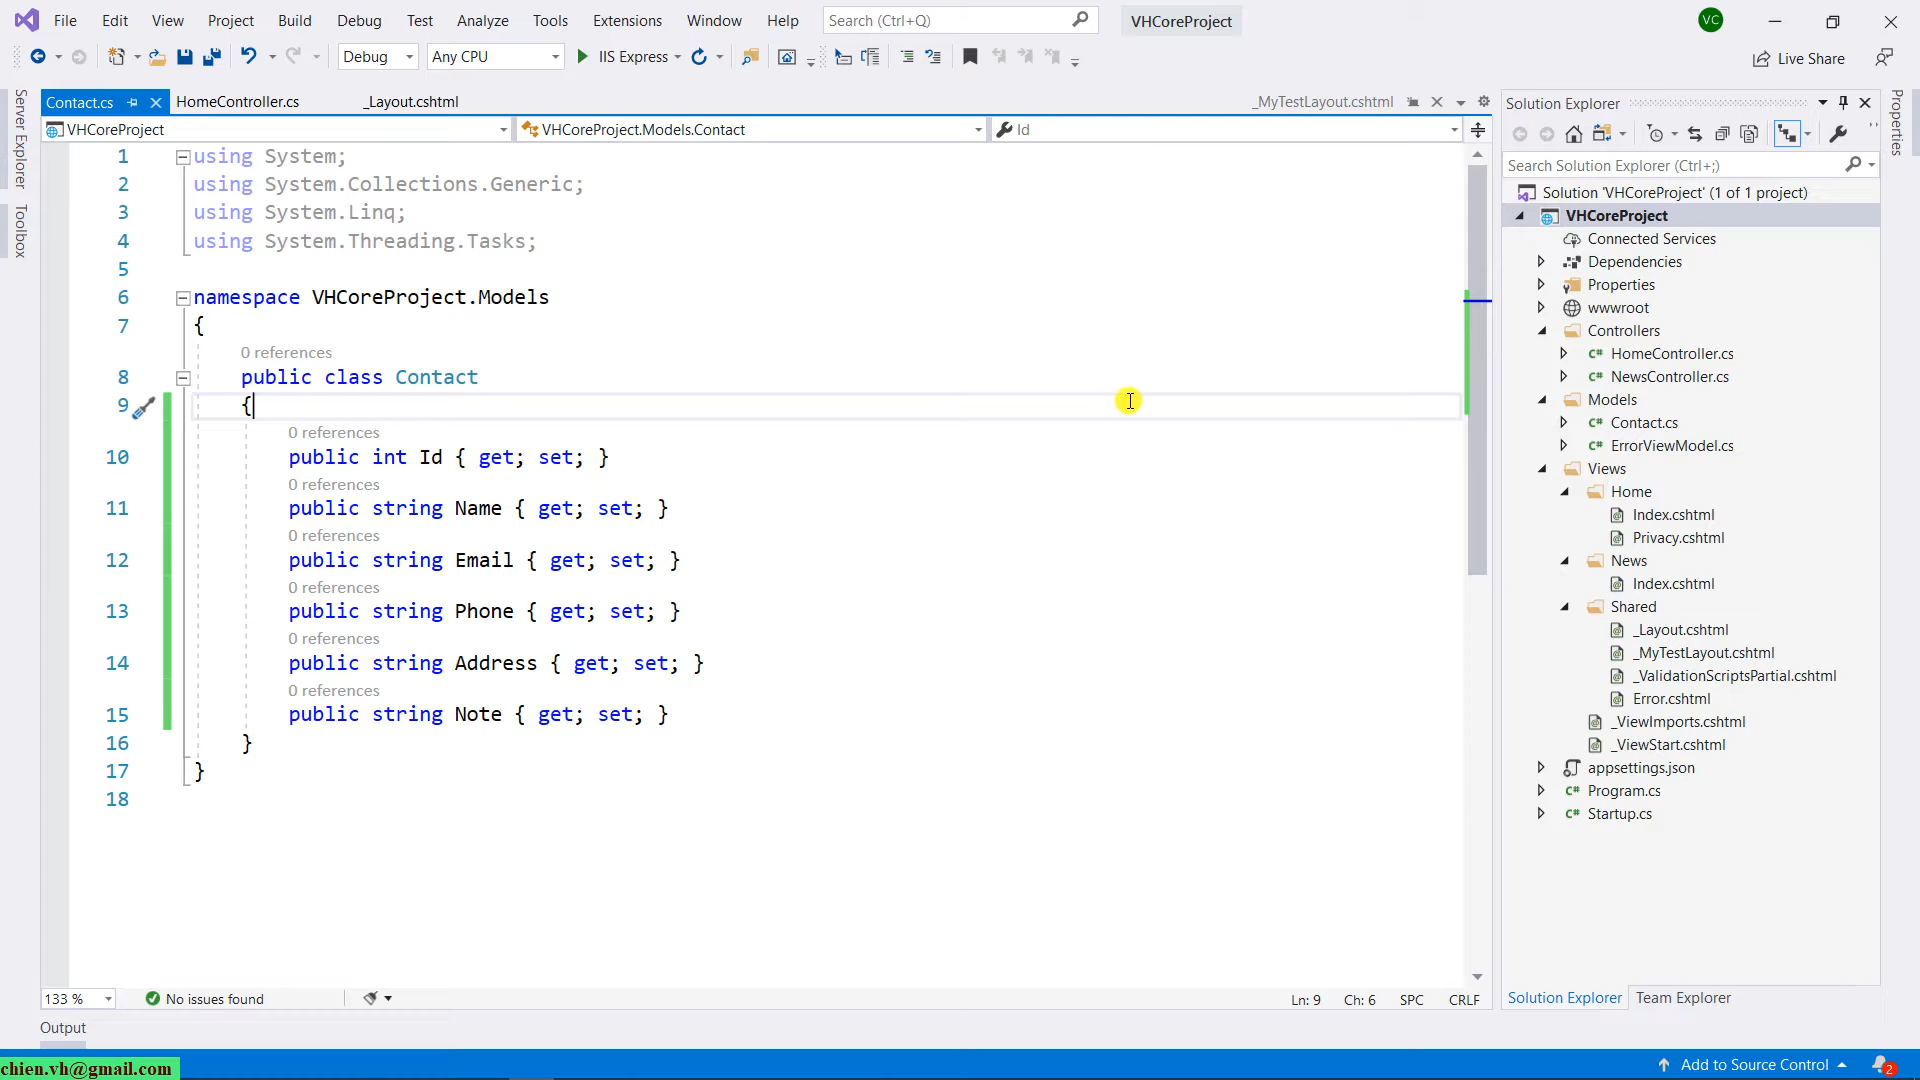 File Edit View Project Build Debug Test Analyze Tools Extensions Window Help Search (Ctrl+Q) VHCoreProject VC
Debug Any CPU IIS Express Live Share
Server Explorer
Toolbox
Contact.cs HomeController.cs _Layout.cshtml _MyTestLayout.cshtml
VHCoreProject VHCoreProject.Models.Contact Id
1 using System;
2 using System.Collections.Generic;
3 using System.Linq;
4 using System.Threading.Tasks;
5
6 namespace VHCoreProject.Models
7 {
0 references
8 public class Contact
9 {
0 references
10 public int Id { get; set; }
0 references
11 public string Name { get; set; }
0 references
12 public string Email { get; set; }
0 references
13 public string Phone { get; set; }
0 references
14 public string Address { get; set; }
0 references
15 public string Note { get; set; }
16 }
17 }
18
133 % No issues found Ln: 9 Ch: 6 SPC CRLF
Output
Solution Explorer
Search Solution Explorer (Ctrl+;)
Solution 'VHCoreProject' (1 of 1 project)
VHCoreProject
Connected Services
Dependencies
Properties
wwwroot
Controllers
C# HomeController.cs
C# NewsController.cs
Models
C# Contact.cs
C# ErrorViewModel.cs
Views
Home
Index.cshtml
Privacy.cshtml
News
Index.cshtml
Shared
_Layout.cshtml
_MyTestLayout.cshtml
_ValidationScriptsPartial.cshtml
Error.cshtml
_ViewImports.cshtml
_ViewStart.cshtml
appsettings.json
C# Program.cs
C# Startup.cs
Solution Explorer Team Explorer
Properties
chien.vh@gmail.com
Add to Source Control 2